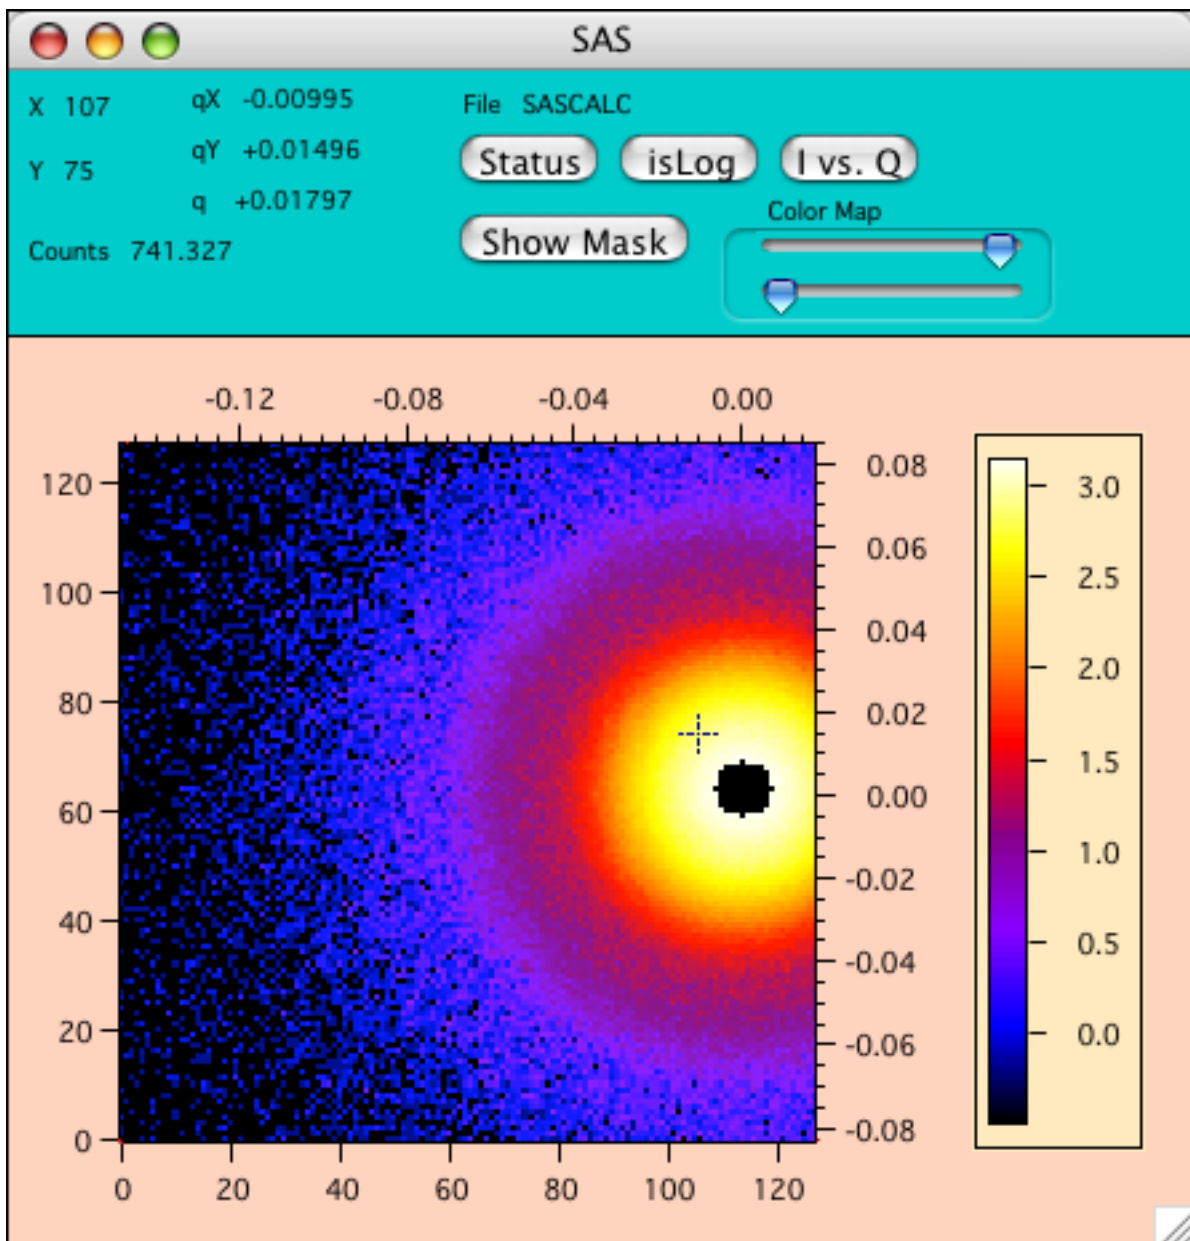 SAS
X 107
qX -0.00995
File SASCALC
Y 75
qY +0.01496
Status
isLog
I vs. Q
q +0.01797
Color Map
Counts 741.327
Show Mask
-0.12 -0.08 -0.04 0.00
120
100
80
60
40
20
0
0.08
0.06
0.04
0.02
0.00
-0.02
-0.04
-0.06
-0.08
3.0
2.5
2.0
1.5
1.0
0.5
0.0
0 20 40 60 80 100 120